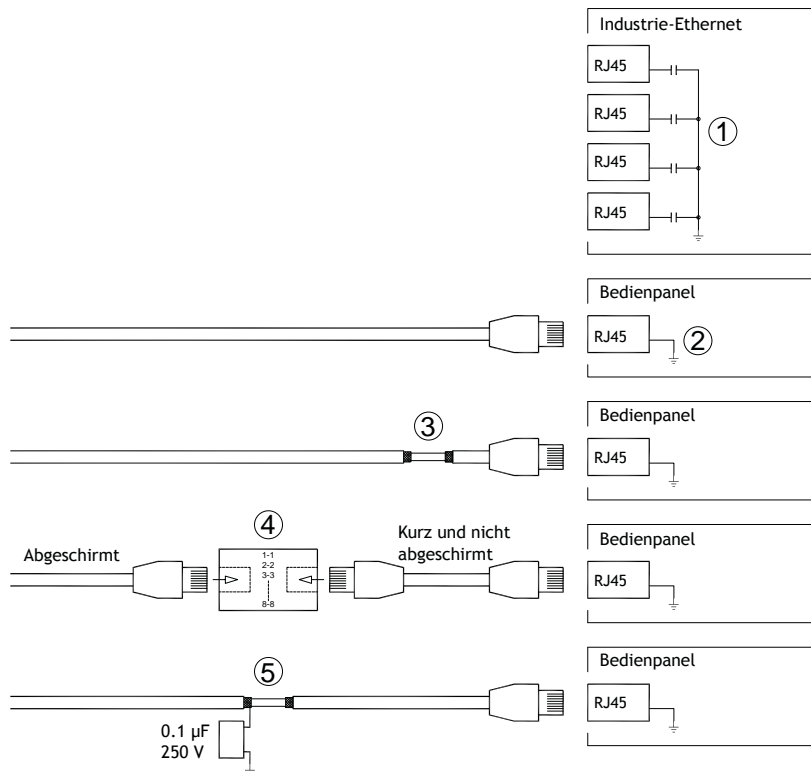 Industrie-Ethernet
RJ45
RJ45
1
RJ45
RJ45
Bedienpanel
RJ45
2
Bedienpanel
3
RJ45
4
Bedienpanel
Abgeschirmt
Kurz und nicht
abgeschirmt
1-1
2-2
3-3
8-8
RJ45
Bedienpanel
5
RJ45
0.1 µF
250 V